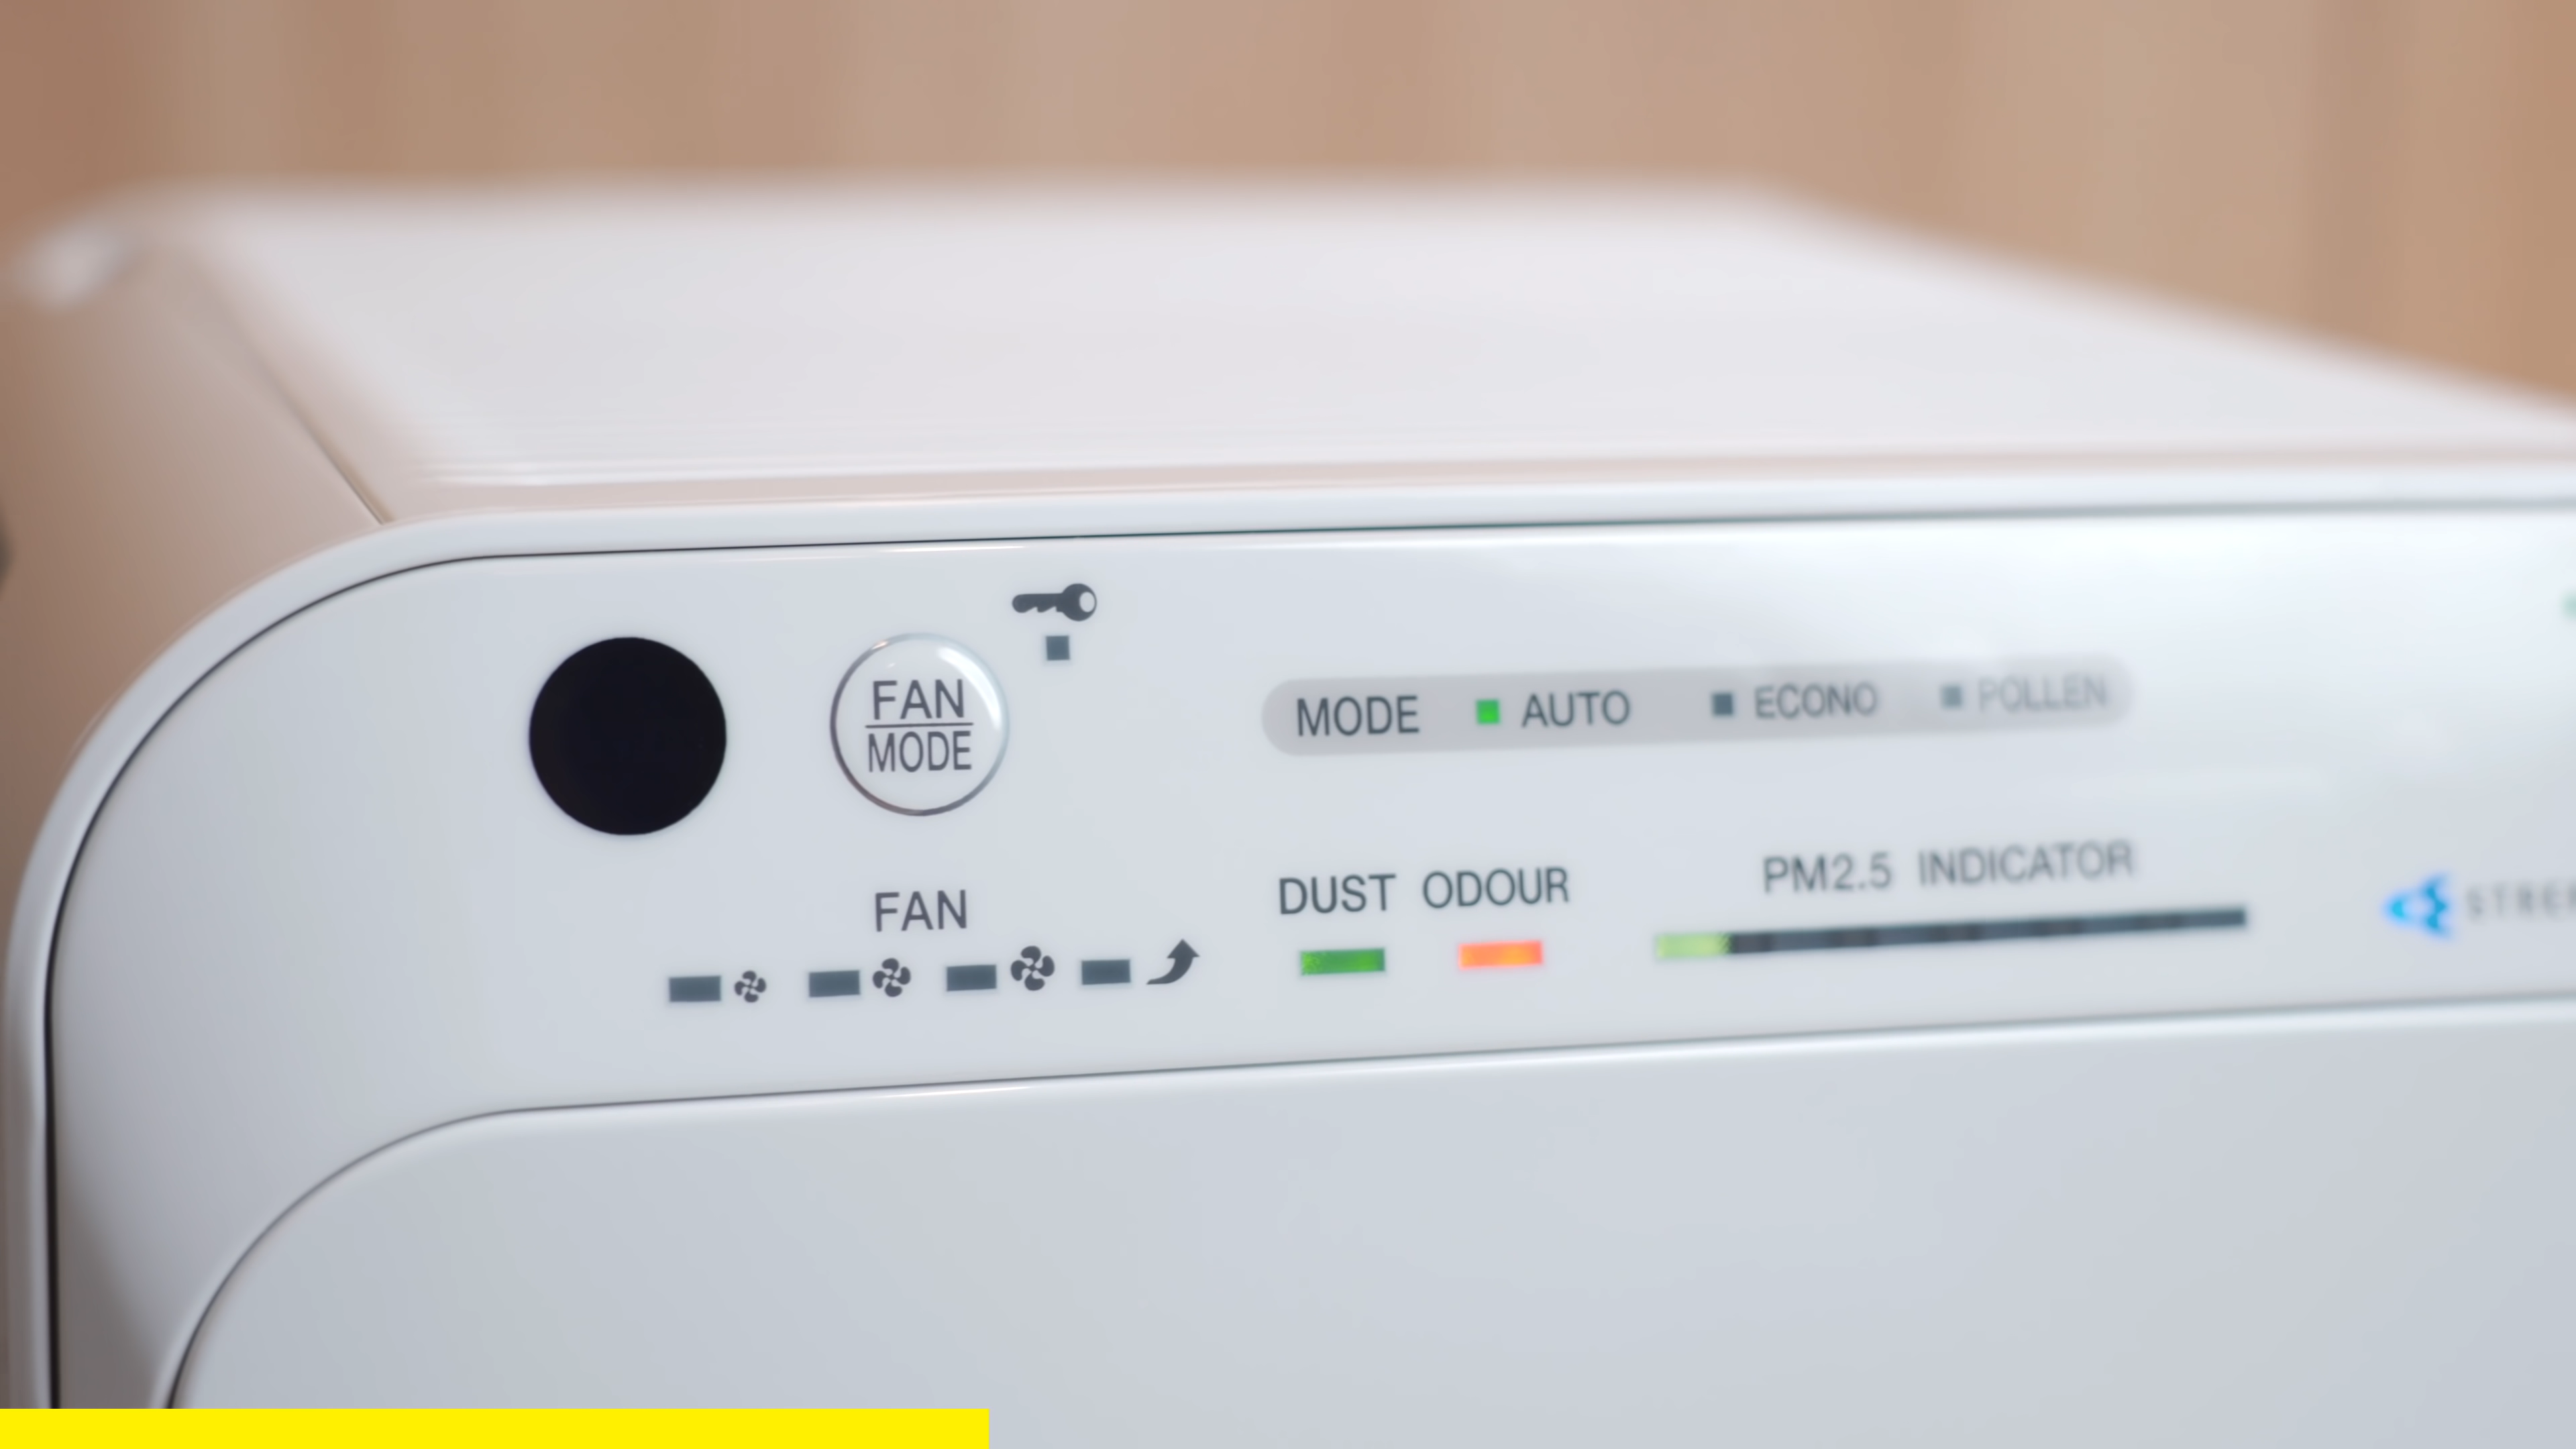 FAN
MODE
MODE AUTO ECONO POLLEN
FAN
DUST ODOUR
PM2.5 INDICATOR